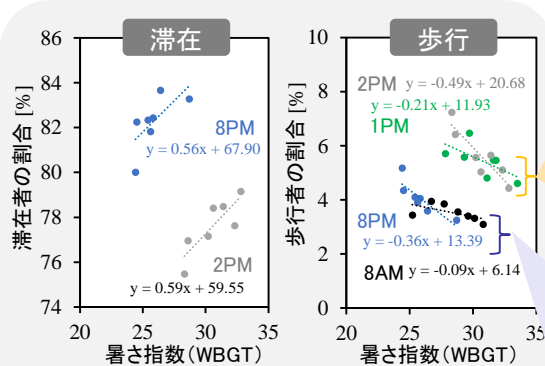 滞在
滞在者の割合 [%]
86
84
82
80
78
76
74
8PM
y = 0.56x + 67.90
2PM
y = 0.59x + 59.55
20 25 30 35
暑さ指数(WBGT)
歩行
歩行者の割合 [%]
10
8
6
4
2
0
2PM y = -0.49x + 20.68
y = -0.21x + 11.93
1PM
8PM
y = -0.36x + 13.39
8AM y = -0.09x + 6.14
20 25 30 35
暑さ指数(WBGT)